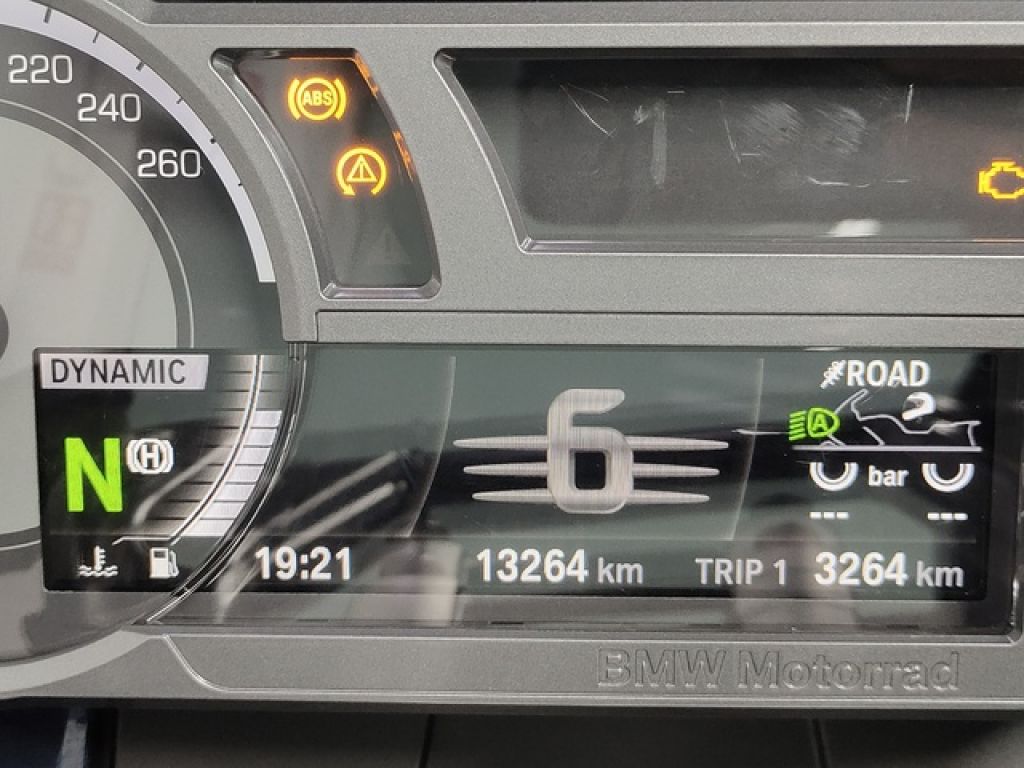 220
240
260
ABS
DYNAMIC
ROAD
N (H)
6
A
bar
--- ---
19:21 13264 km TRIP 1 3264 km
BMW Motorrad